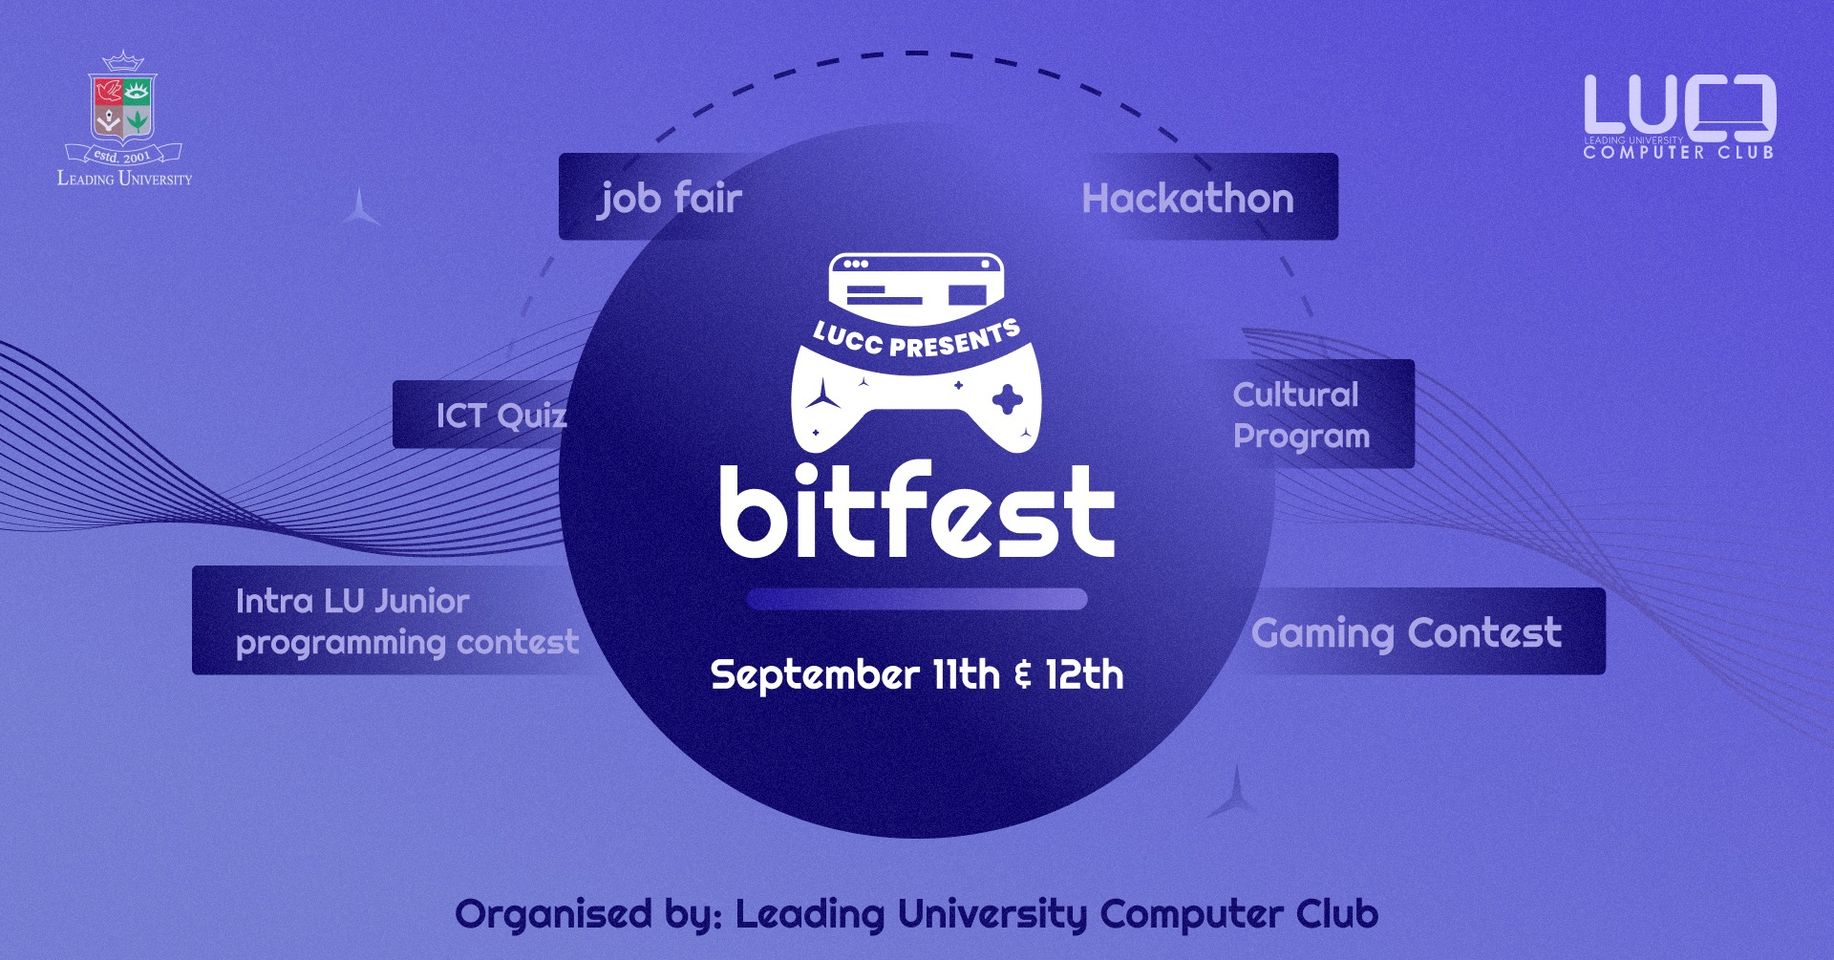 estd. 2001
LEADING UNIVERSITY
LUCC
LEADING UNIVERSITY
COMPUTER CLUB
job fair
Hackathon
LUCC PRESENTS
ICT Quiz
Cultural
Program
bitfest
Intra LU Junior
programming contest
Gaming Contest
September 11th & 12th
Organised by: Leading University Computer Club